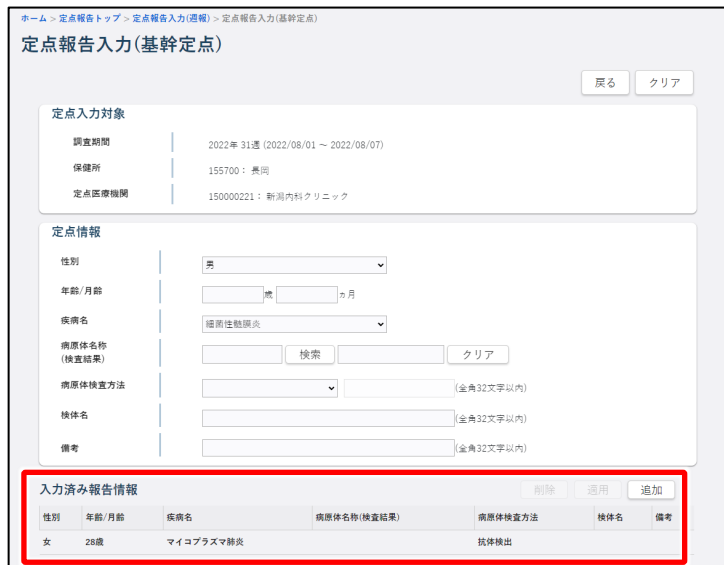 ホーム > 定点報告トップ > 定点報告入力(週報) > 定点報告入力(基幹定点)
定点報告入力(基幹定点)
戻る クリア
定点入力対象
調査期間 2022年 31週 (2022/08/01 ～ 2022/08/07)
保健所 155700： 長岡
定点医療機関 150000221： 新潟内科クリニック
定点情報
性別 男
年齢/月齢 歳 ヵ月
疾病名 細菌性髄膜炎
病原体名称
(検査結果) 検索 クリア
病原体検査方法 (全角32文字以内)
検体名 (全角32文字以内)
備考 (全角32文字以内)
入力済み報告情報 削除 適用 追加
性別 年齢/月齢 疾病名 病原体名称(検査結果) 病原体検査方法 検体名 備考
女 28歳 マイコプラズマ肺炎 抗体検出